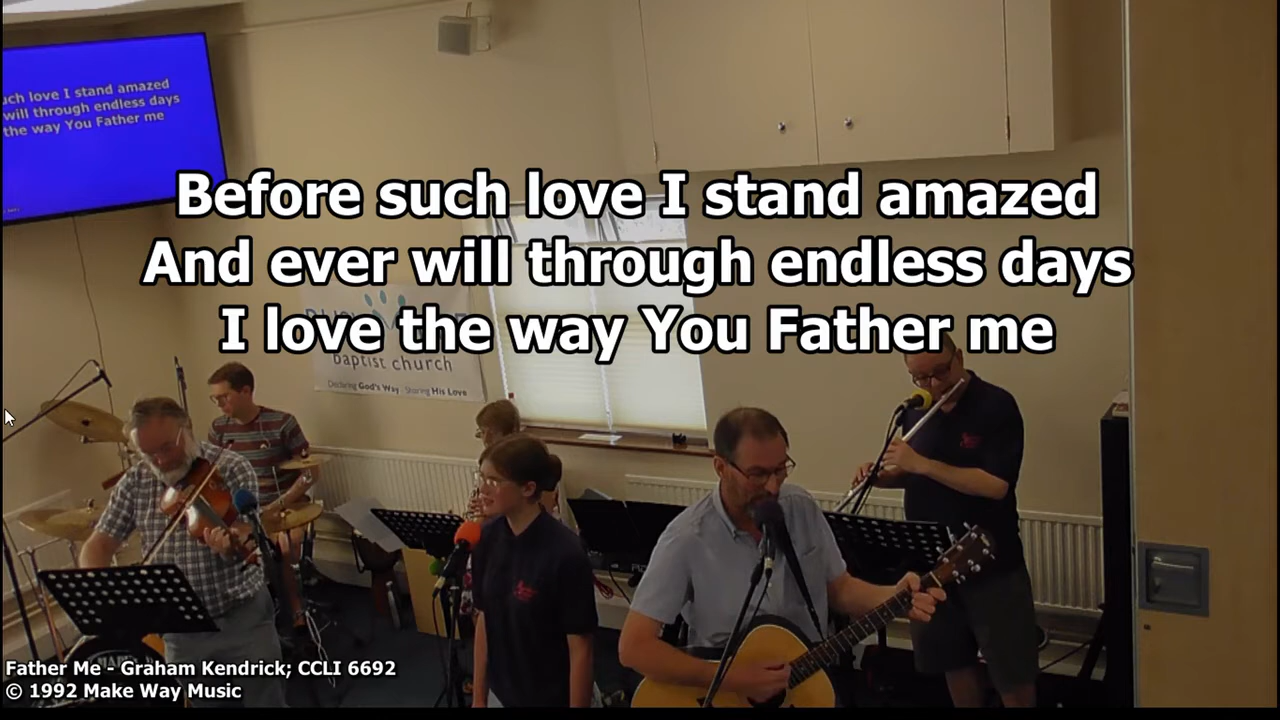 such love I stand amazed
will through endless days
the way You Father me
Before such love I stand amazed
And ever will through endless days
I love the way You Father me
baptist church
Declaring God's Way · Sharing His Love
Father Me - Graham Kendrick; CCLI 6692
© 1992 Make Way Music